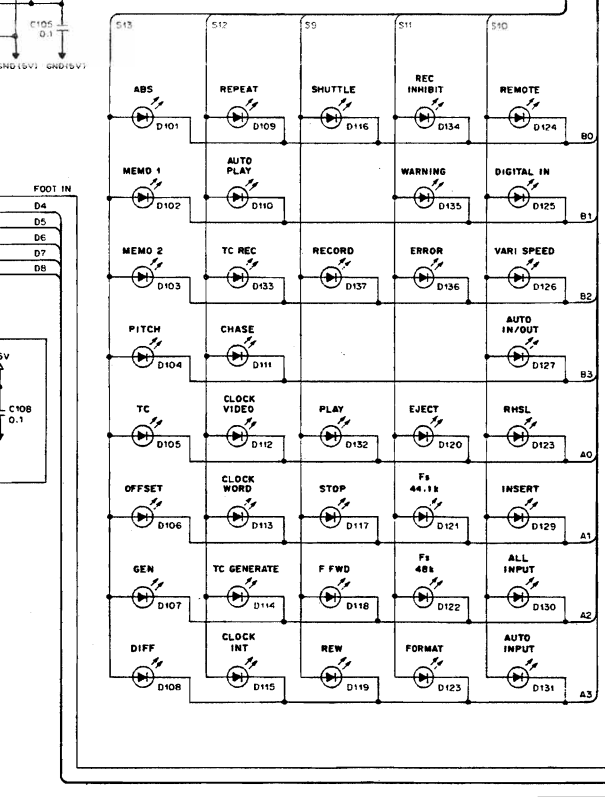 S13 S12 S9 S11 S10
C105
0.1
GND(5V) GND(5V)
ABS REPEAT SHUTTLE REC INHIBIT REMOTE
D101 D109 D116 D134 D124 B0
MEMO 1 AUTO PLAY WARNING DIGITAL IN
D102 D110 D135 D125 B1
FOOT IN
D4
D5
D6
D7
D8
MEMO 2 TC REC RECORD ERROR VARI SPEED
D103 D133 D137 D136 D126 B2
PITCH CHASE AUTO IN/OUT
D104 D111 D127 B3
C108
0.1
TC CLOCK VIDEO PLAY EJECT RHSL
D105 D112 D132 D120 D123 A0
OFFSET CLOCK WORD STOP Fs 44.1k INSERT
D106 D113 D117 D121 D129 A1
GEN TC GENERATE F FWD Fs 48k ALL INPUT
D107 D114 D118 D122 D130 A2
DIFF CLOCK INT REW FORMAT AUTO INPUT
D108 D115 D119 D123 D131 A3